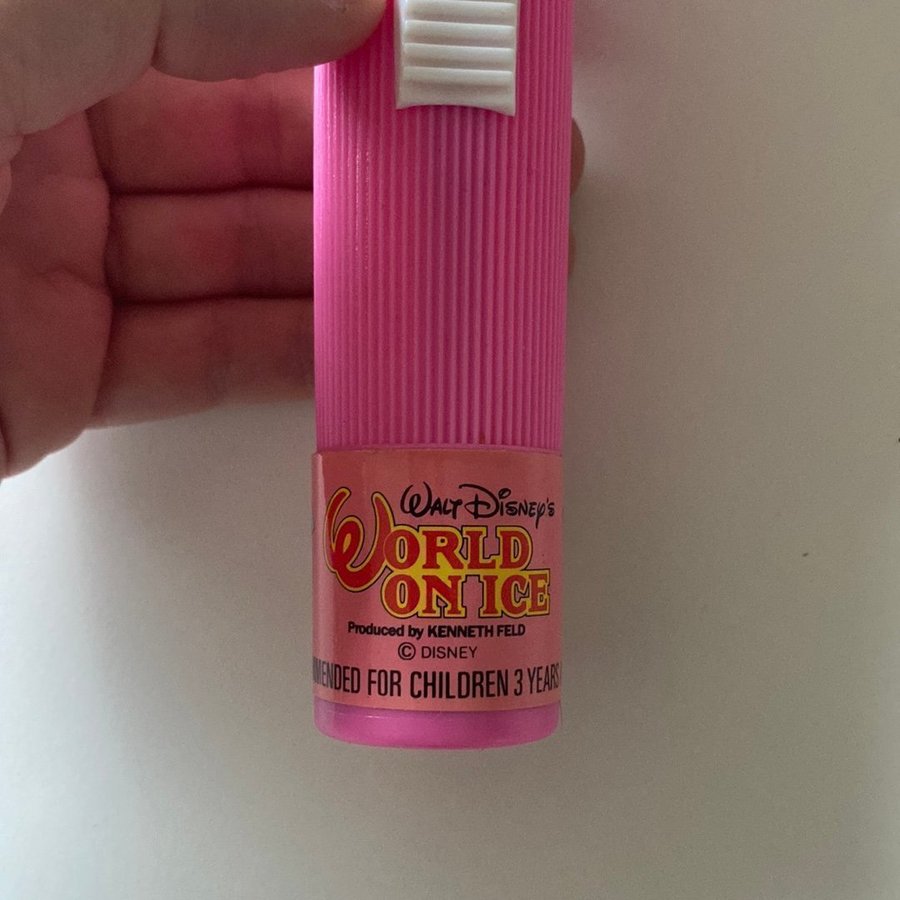 WALT DISNEY'S
WORLD
ON ICE
Produced by KENNETH FELD
© DISNEY
FOR CHILDREN 3 YEARS